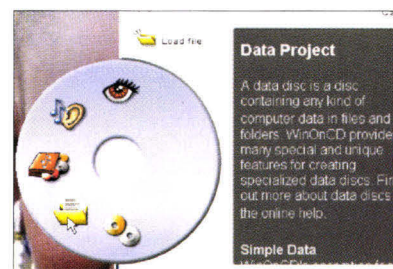 Load file
Data Project
A data disc is a disc
containing any kind of
computer data in files and
folders. WinOnCD provide
many special and unique
features for creating
specialized data discs. Fin
out more about data discs
the online help.
Simple Data